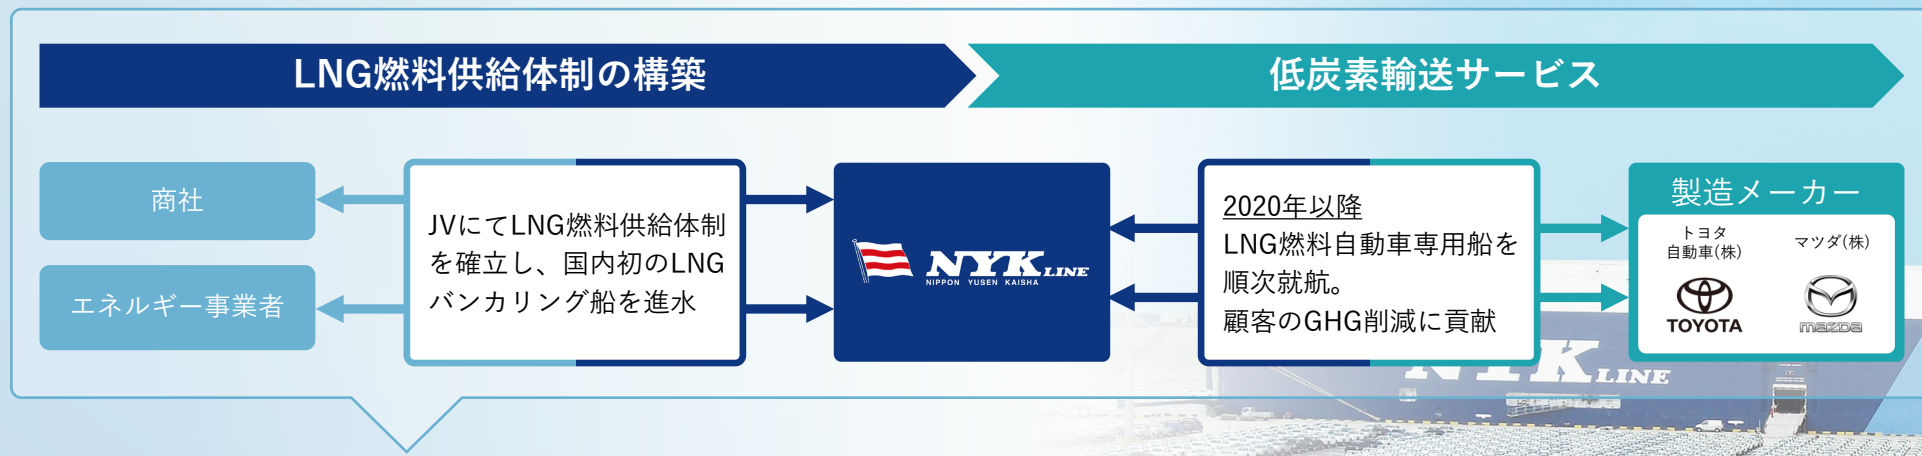 LNG燃料供給体制の構築
低炭素輸送サービス
商社
エネルギー事業者
JVにてLNG燃料供給体制
を確立し、国内初のLNG
バンカリング船を進水
NYK LINE
NIPPON YUSEN KAISHA
2020年以降
LNG燃料自動車専用船を
順次就航。
顧客のGHG削減に貢献
製造メーカー
トヨタ
自動車(株)
TOYOTA
マツダ(株)
mazda
NYK LINE